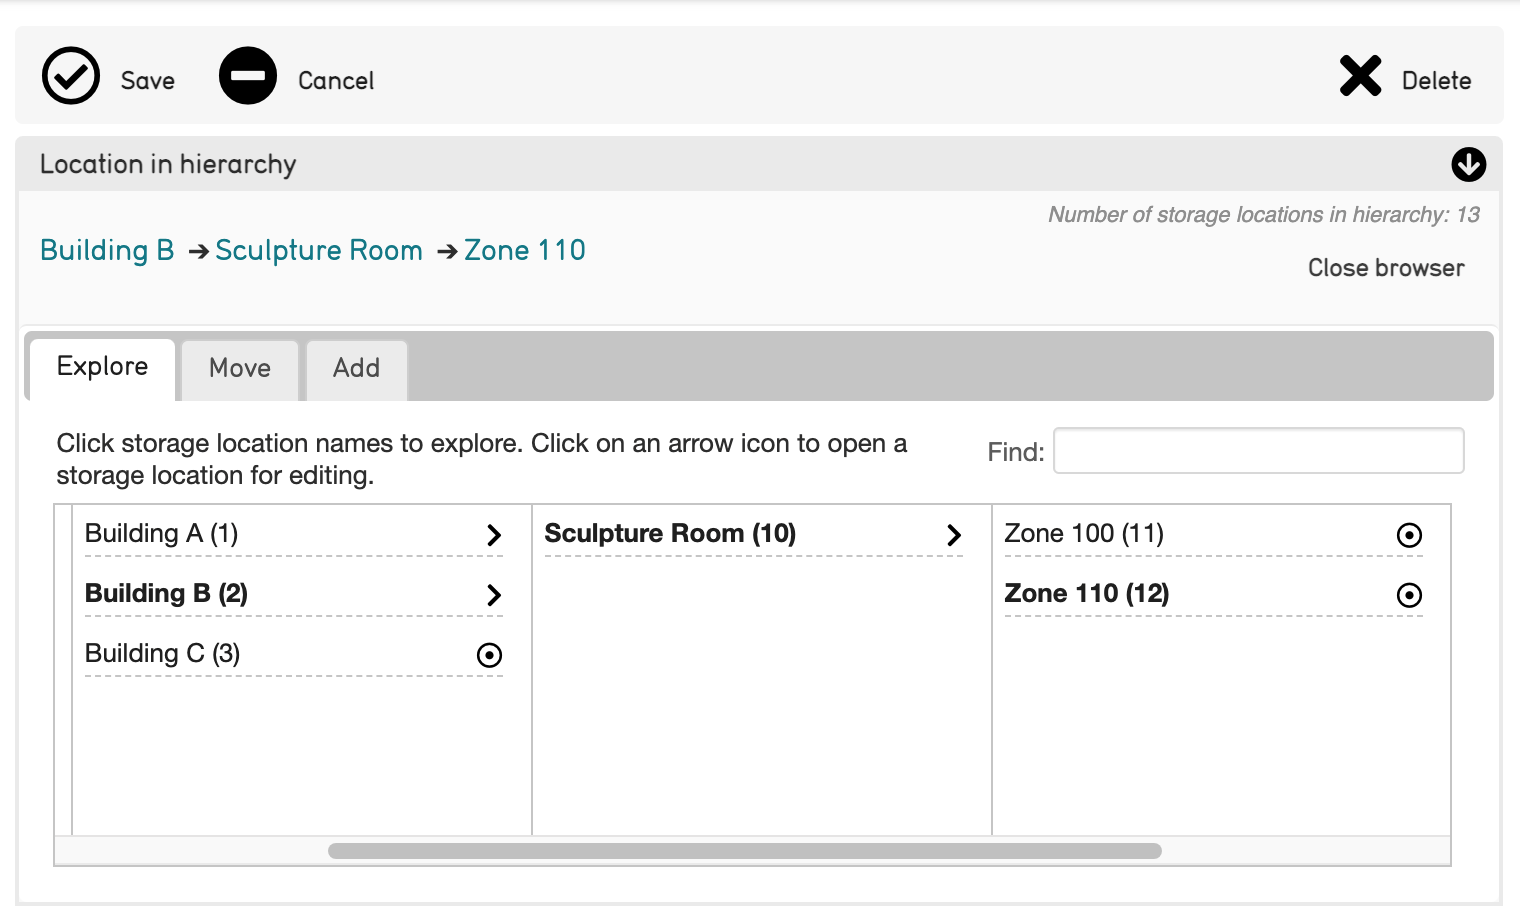 Save
Cancel
Delete
Location in hierarchy
Number of storage locations in hierarchy: 13
Building B ➔ Sculpture Room ➔ Zone 110
Close browser
Explore
Move
Add
Click storage location names to explore. Click on an arrow icon to open a
storage location for editing.
Find:
Building A (1)
Building B (2)
Building C (3)
Sculpture Room (10)
Zone 100 (11)
Zone 110 (12)